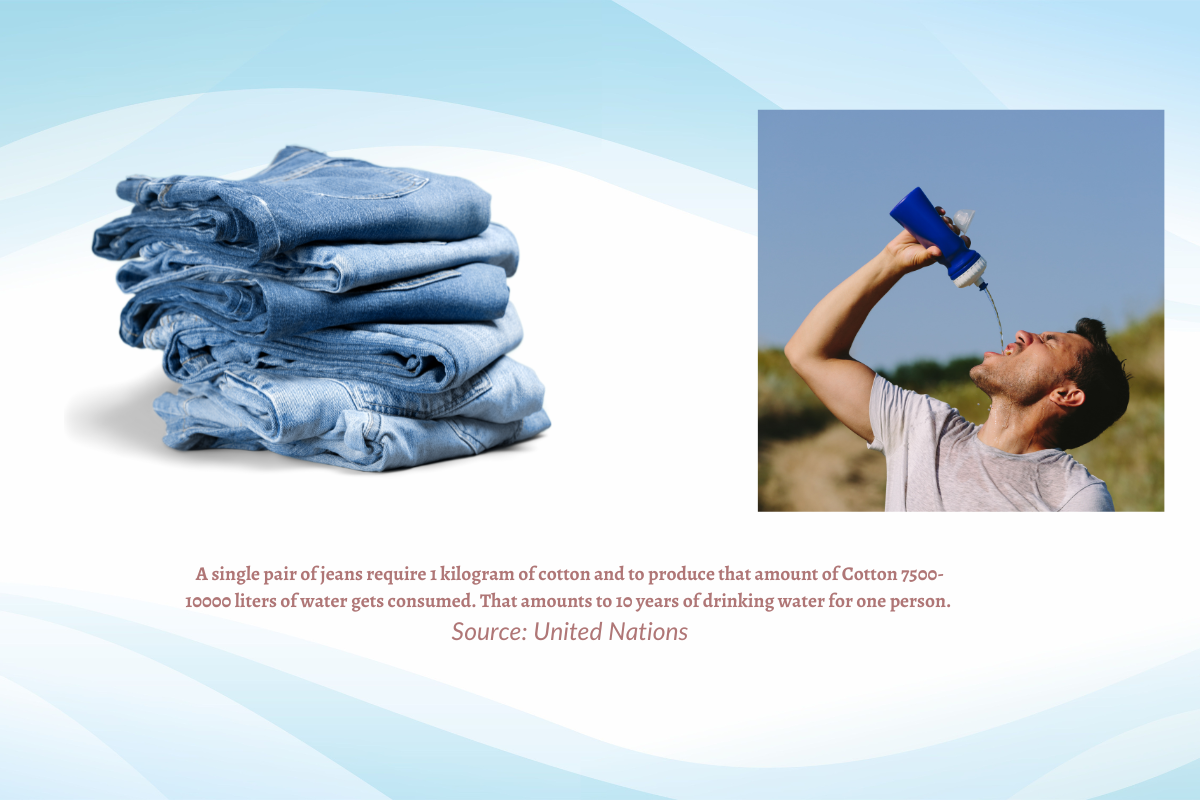 A single pair of jeans require 1 kilogram of cotton and to produce that amount of Cotton 7500-
10000 liters of water gets consumed. That amounts to 10 years of drinking water for one person.
Source: United Nations